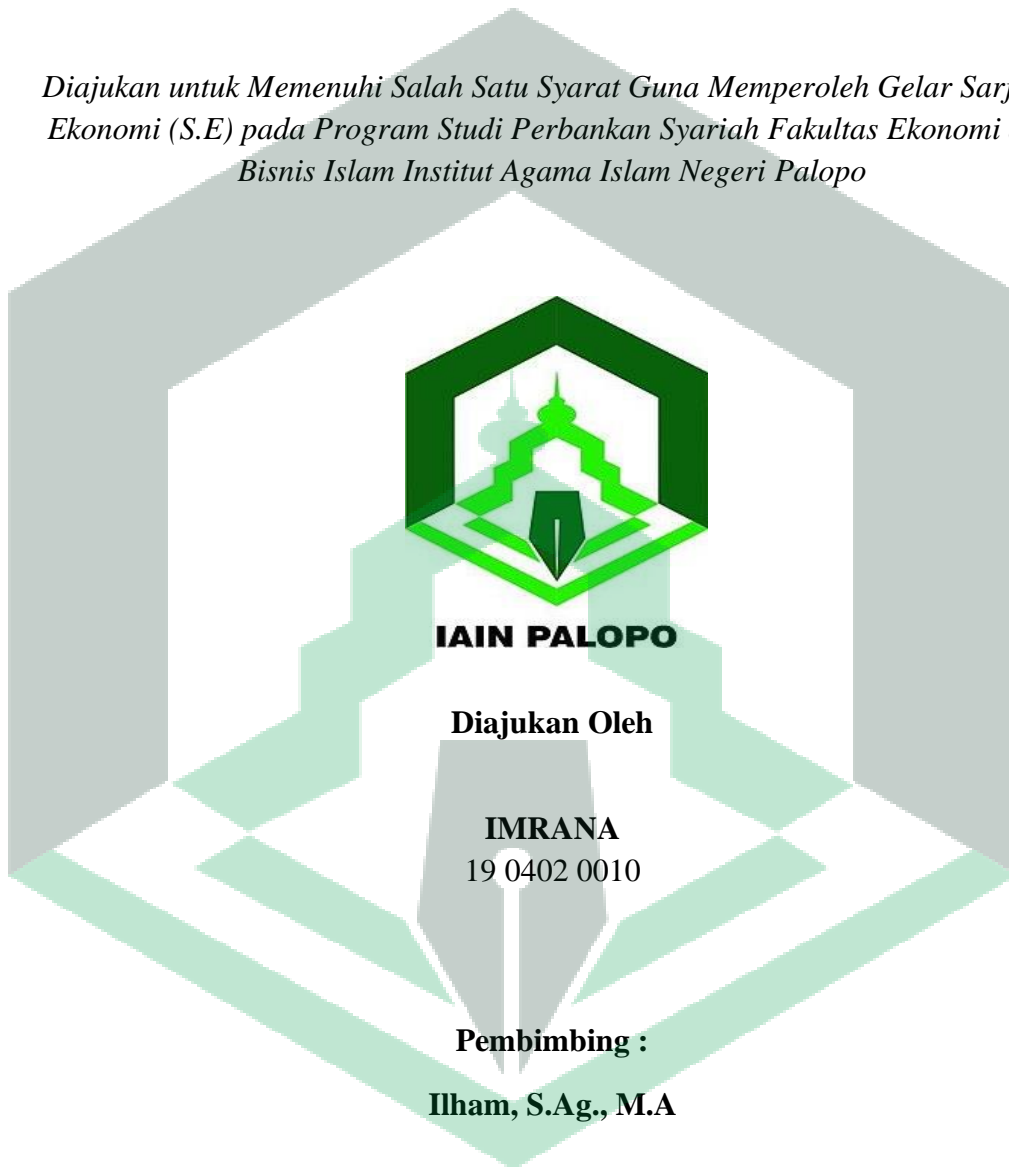 Diajukan untuk Memenuhi Salah Satu Syarat Guna Memperoleh Gelar
Ekonomi (S.E) pada Program Studi Perbankan Syariah Fakultas Ekonomi
Bisnis Islam Institut Agama Islam Negeri Palopo
IAIN PALOPO
Diajukan Oleh
IMRANA
19 0402 0010
Pembimbing :
Ilham, S.Ag., M.A